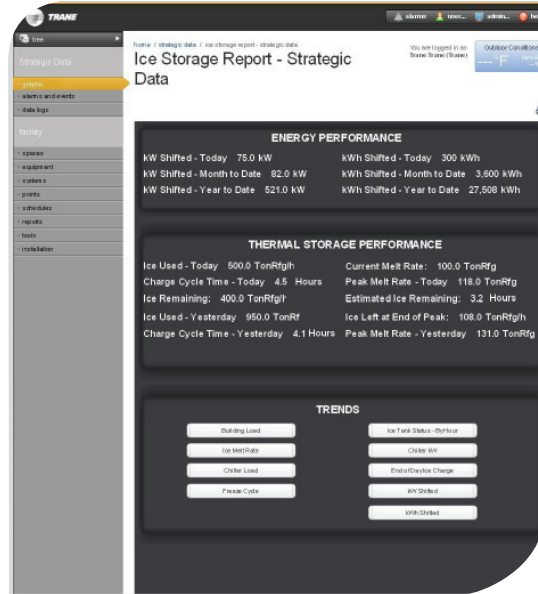 TRANE
alarms user... admin...
tree
home / strategic data / ice storage report - strategic data
Ice Storage Report - Strategic Data
You are logged in as
Trane Trane (Trane)
Outdoor Conditions
---°F
Strategic Data
graphic
alarms and events
data logs
facility
spaces
equipment
systems
points
schedules
reports
tools
installation
ENERGY PERFORMANCE
kW Shifted - Today 75.0 kW kWh Shifted - Today 300 kWh
kW Shifted - Month to Date 82.0 kW kWh Shifted - Month to Date 3,600 kWh
kW Shifted - Year to Date 521.0 kW kWh Shifted - Year to Date 27,508 kWh
THERMAL STORAGE PERFORMANCE
Ice Used - Today 500.0 TonRfg/h Current Melt Rate: 100.0 TonRfg
Charge Cycle Time - Today 4.5 Hours Peak Melt Rate - Today 118.0 TonRfg
Ice Remaining: 400.0 TonRfg/h Estimated Ice Remaining: 3.2 Hours
Ice Used - Yesterday 950.0 TonRf Ice Left at End of Peak: 108.0 TonRfg/h
Charge Cycle Time - Yesterday 4.1 Hours Peak Melt Rate - Yesterday 131.0 TonRfg
TRENDS
Building Load Ice Tank Status - ByHour
Ice Melt Rate Chiller kW
Chiller Load End of Day Ice Charge
Freeze Cycle kW Shifted
kWh Shifted